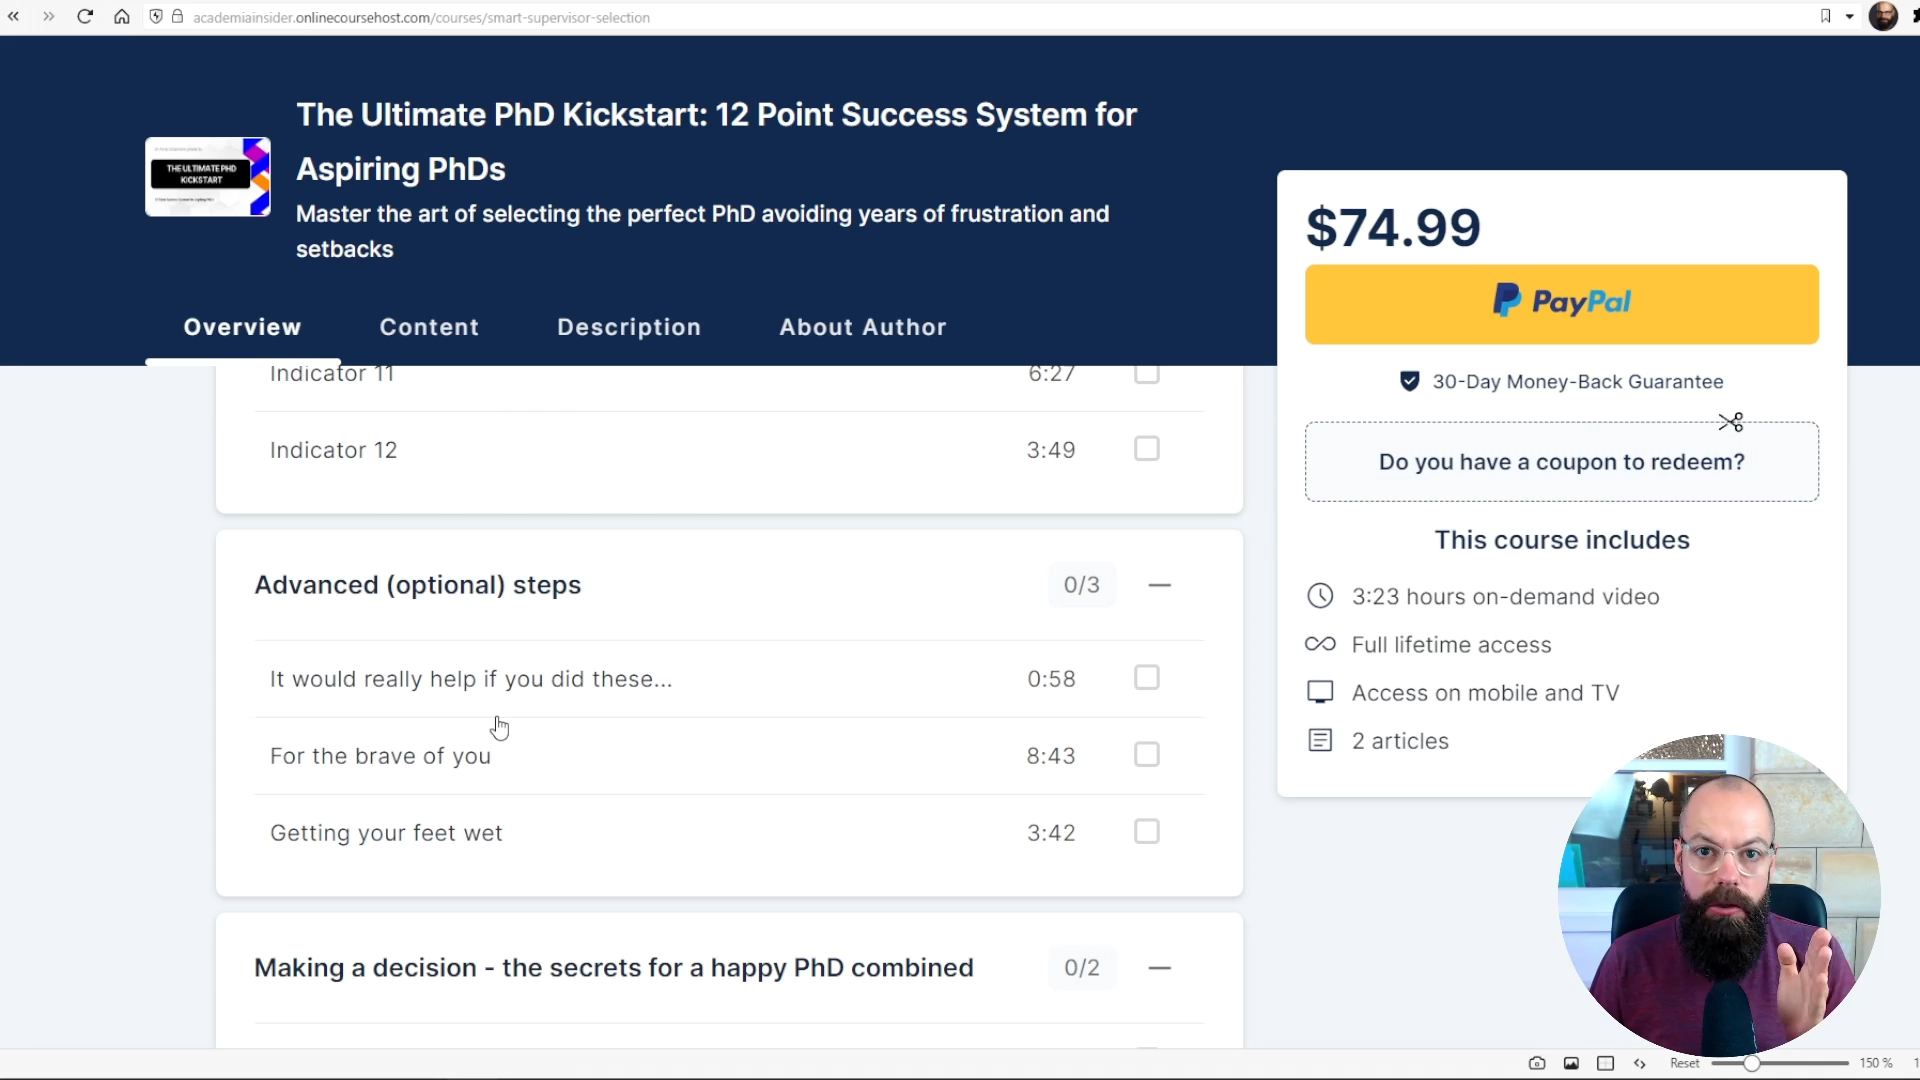 academiainsider.onlinecoursehost.com/courses/smart-supervisor-selection
The Ultimate PhD Kickstart: 12 Point Success System for
Aspiring PhDs
THE ULTIMATE PHD
KICKSTART
Master the art of selecting the perfect PhD avoiding years of frustration and
setbacks
Overview
Content
Description
About Author
Indicator 11 6:27
Indicator 12 3:49
Advanced (optional) steps 0/3
It would really help if you did these... 0:58
For the brave of you 8:43
Getting your feet wet 3:42
Making a decision - the secrets for a happy PhD combined 0/2
$74.99
PayPal
30-Day Money-Back Guarantee
Do you have a coupon to redeem?
This course includes
3:23 hours on-demand video
Full lifetime access
Access on mobile and TV
2 articles
Reset 150 %